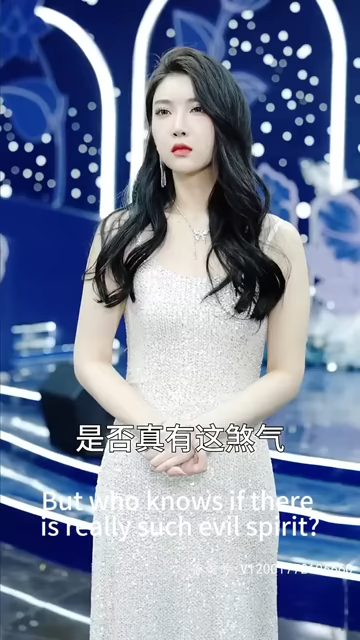 是否真有这煞气
But who knows if there
is really such evil spirit?